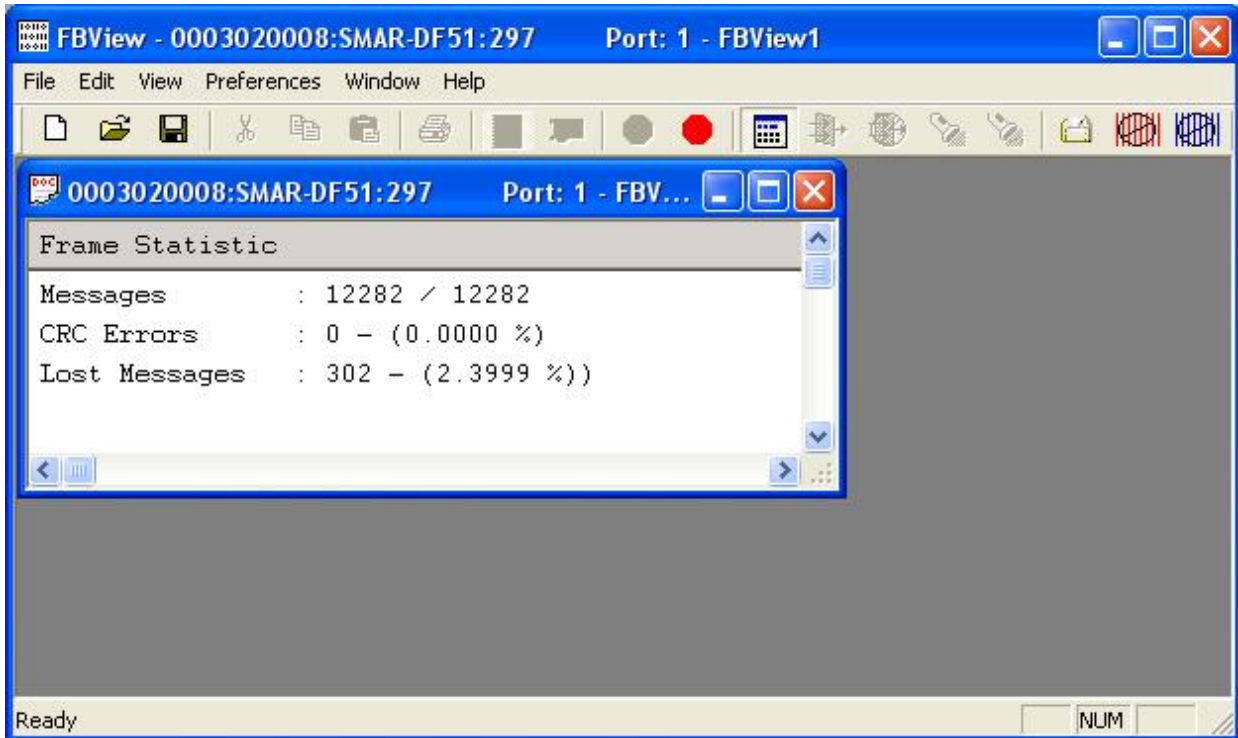 FBView - 0003020008:SMAR-DF51:297 Port: 1 - FBView1
File Edit View Preferences Window Help
0003020008:SMAR-DF51:297 Port: 1 - FBV...
Frame Statistic
Messages : 12282 / 12282
CRC Errors : 0 - (0.0000 %)
Lost Messages : 302 - (2.3999 %))
Ready NUM